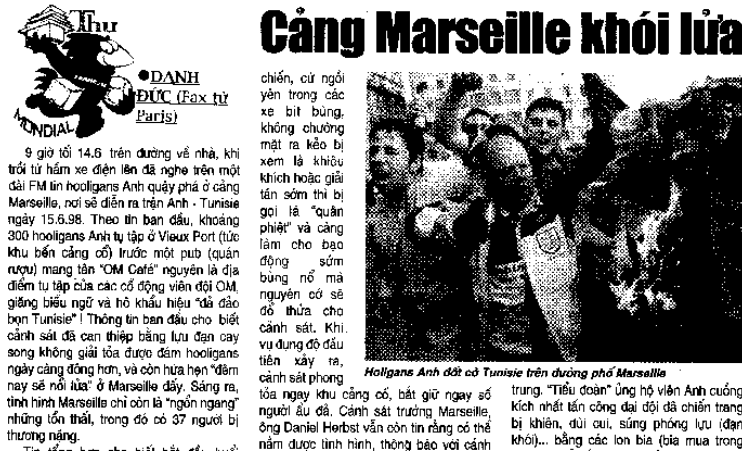 Thư
MONDIAL
●DANH
ĐỨC (Fax từ
Paris)
Cảng Marseille khói lửa
9 giờ tối 14.6 trên đường về nhà, khi
trồi từ hầm xe điện lên đã nghe trên một
đài FM tin hooligans Anh quậy phá ở cảng
Marseille, nơi sẽ diễn ra trận Anh - Tunisie
ngày 15.6.98. Theo tin ban đầu, khoảng
300 hooligans Anh tụ tập ở Vieux Port (tức
khu bến cảng cổ) trước một pub (quán
rượu) mang tên "OM Café" nguyên là địa
điểm tụ tập của các cổ động viên đội OM,
giăng biểu ngữ và hô khẩu hiệu "đả đảo
bọn Tunisie" ! Thông tin ban đầu cho biết
cảnh sát đã can thiệp bằng lựu đạn cay
song không giải tỏa được đám hooligans
ngày càng đông hơn, và còn hứa hẹn "đêm
nay sẽ nổi lửa" ở Marseille đấy. Sáng ra,
tình hình Marseille chỉ còn là "ngổn ngang"
những tổn thất, trong đó có 37 người bị
thương nặng.
chiến, cứ ngồi
yên trong các
xe bít bùng,
không chường
mặt ra kẻo bị
xem là khiêu
khích hoặc giải
tán sớm thì bị
gọi là "quân
phiệt" và càng
làm cho bạo
động sớm
bùng nổ mà
nguyên cớ sẽ
đổ thừa cho
cảnh sát. Khi
vụ đụng độ đầu
tiên xảy ra,
cảnh sát phong
tỏa ngay khu cảng cổ, bắt giữ ngay số
người ẩu đả. Cảnh sát trưởng Marseille,
ông Daniel Herbst vẫn còn tin rằng có thể
nắm được tình hình, thông báo với cánh
Holigans Anh đốt cờ Tunisie trên đường phố Marseille
trung. "Tiểu đoàn" ủng hộ viên Anh cuồng
kích nhất tấn công đại đội dã chiến trang
bị khiên, dùi cui, súng phóng lựu (đạn
khói)... bằng các lon bia (bia mua trong